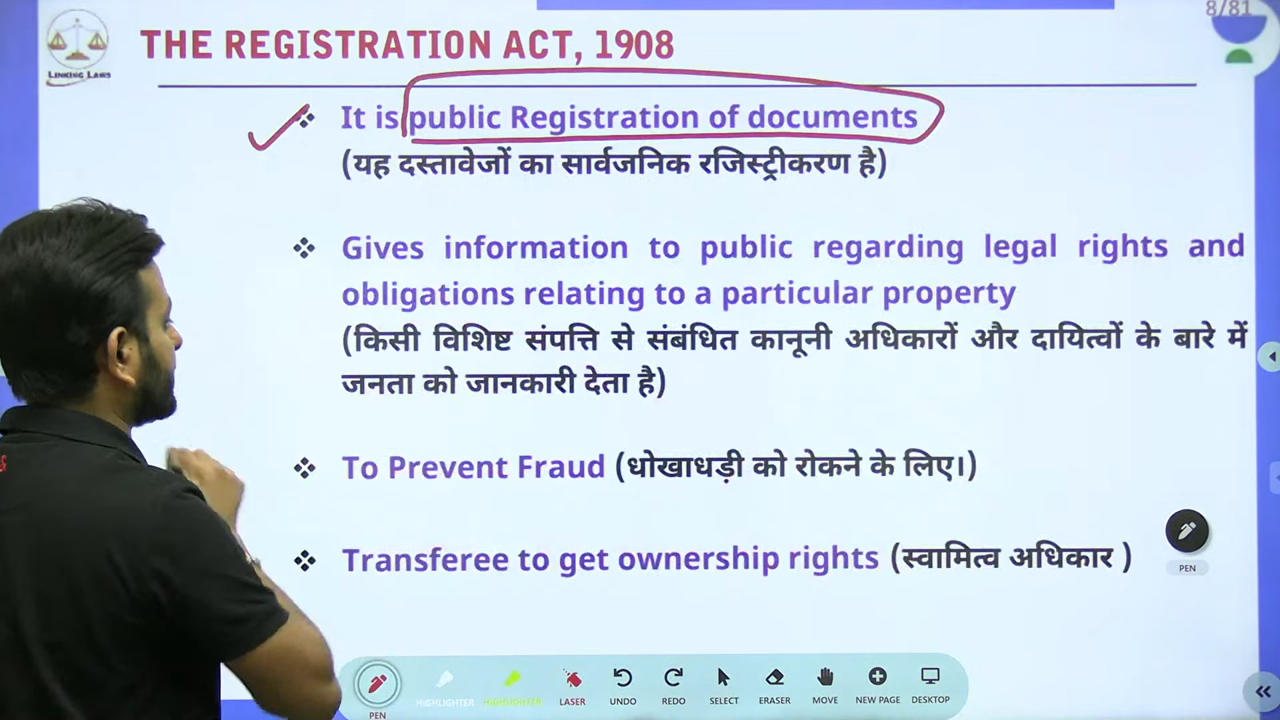 8/81
LINKING LAWS
THE REGISTRATION ACT, 1908
It is public Registration of documents
(यह दस्तावेजों का सार्वजनिक रजिस्ट्रीकरण है)
Gives information to public regarding legal rights and
obligations relating to a particular property
(किसी विशिष्ट संपत्ति से संबंधित कानूनी अधिकारों और दायित्वों के बारे में
जनता को जानकारी देता है)
To Prevent Fraud (धोखाधड़ी को रोकने के लिए।)
Transferee to get ownership rights (स्वामित्व अधिकार )
PEN
PEN
HIGHLIGHTER
HIGHLIGHTER
LASER
UNDO
REDO
SELECT
ERASER
MOVE
NEW PAGE
DESKTOP